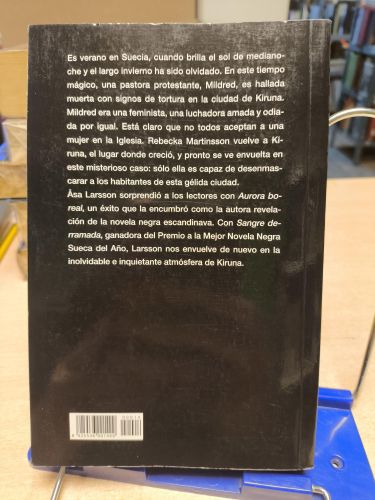 Es verano en Suecia, cuando brilla el sol de mediano-
che y el largo invierno ha sido olvidado. En este tiempo
mágico, una pastora protestante, Mildred, es hallada
muerta con signos de tortura en la ciudad de Kiruna.
Mildred era una feminista, una luchadora amada y odia-
da por igual. Está claro que no todos aceptan a una
mujer en la Iglesia. Rebecka Martinsson vuelve a Ki-
runa, el lugar donde creció, y pronto se ve envuelta en
este misterioso caso: sólo ella es capaz de desenmas-
carar a los habitantes de esta gélida ciudad.
Åsa Larsson sorprendió a los lectores con Aurora bo-
real, un éxito que la encumbró como la autora revela-
ción de la novela negra escandinava. Con Sangre de-
rramada, ganadora del Premio a la Mejor Novela Negra
Sueca del Año, Larsson nos envuelve de nuevo en la
inolvidable e inquietante atmósfera de Kiruna.